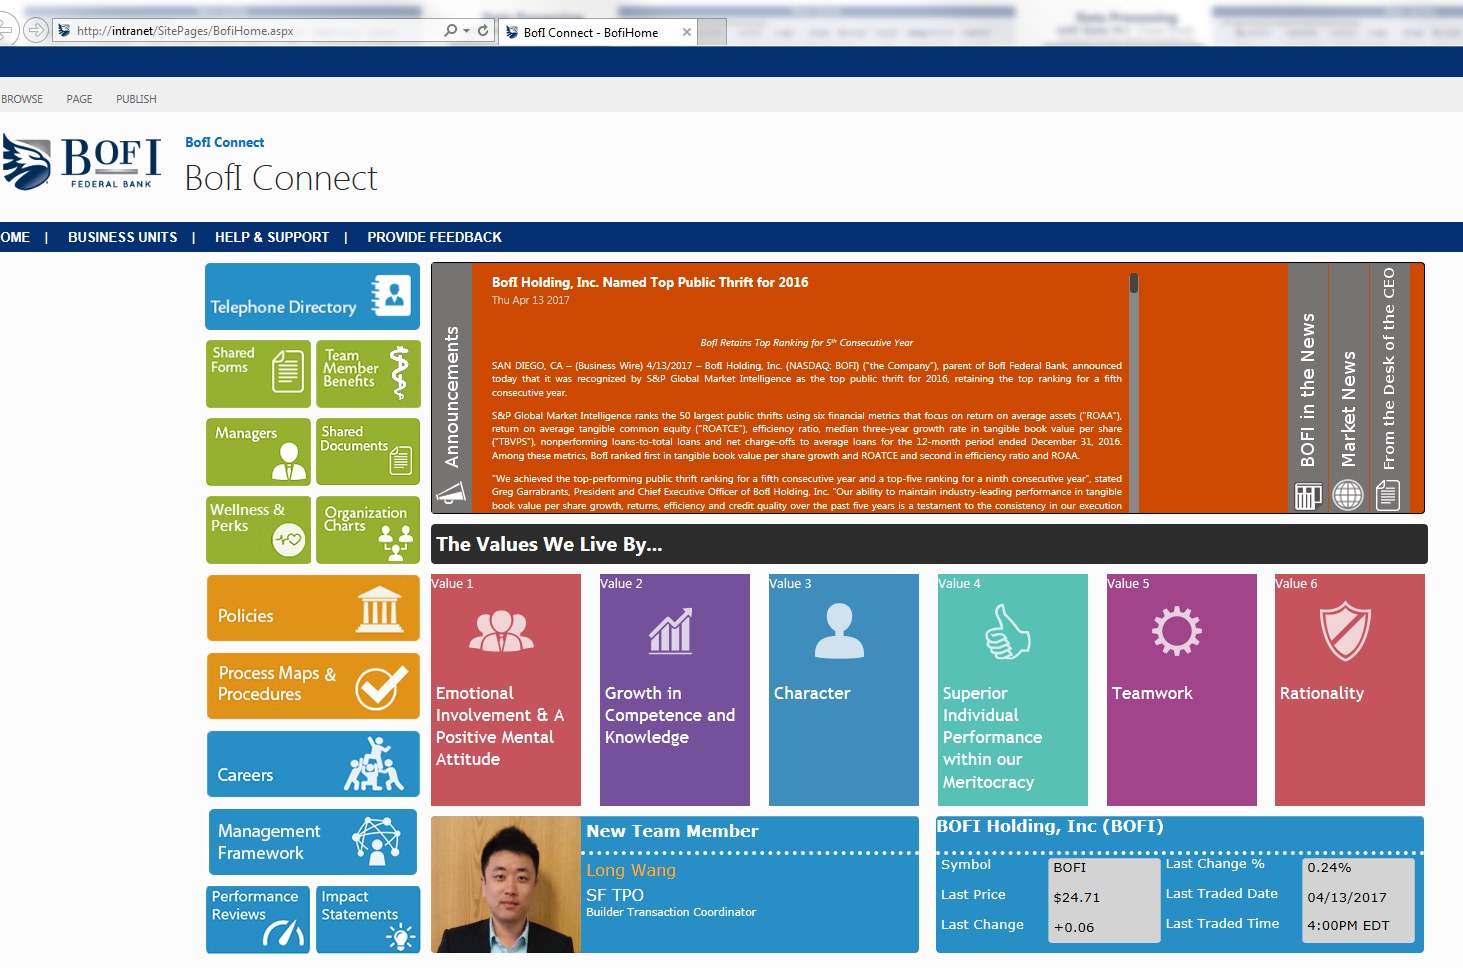 http://intranet/SitePages/BofiHome.aspx
BofI Connect - BofiHome
BROWSE PAGE PUBLISH
BOFI
FEDERAL BANK
BofI Connect
BofI Connect
OME | BUSINESS UNITS | HELP & SUPPORT | PROVIDE FEEDBACK
Telephone Directory
Shared
Forms
Team
Member
Benefits
Managers
Shared
Documents
Wellness &
Perks
Organization
Charts
Policies
Process Maps &
Procedures
Careers
Management
Framework
Performance
Reviews
Impact
Statements
Announcements
BofI Holding, Inc. Named Top Public Thrift for 2016
Thu Apr 13 2017
BofI Retains Top Ranking for 5th Consecutive Year
SAN DIEGO, CA – (Business Wire) 4/13/2017 – BofI Holding, Inc. (NASDAQ: BOFI) ("the Company"), parent of BofI Federal Bank, announced
today that it was recognized by S&P Global Market Intelligence as the top public thrift for 2016, retaining the top ranking for a fifth
consecutive year.
S&P Global Market Intelligence ranks the 50 largest public thrifts using six financial metrics that focus on return on average assets ("ROAA"),
return on average tangible common equity ("ROATCE"), efficiency ratio, median three-year growth rate in tangible book value per share
("TBVPS"), nonperforming loans-to-total loans and net charge-offs to average loans for the 12-month period ended December 31, 2016.
Among these metrics, BofI ranked first in tangible book value per share growth and ROATCE and second in efficiency ratio and ROAA.
"We achieved the top-performing public thrift ranking for a fifth consecutive year and a top-five ranking for a ninth consecutive year", stated
Greg Garrabrants, President and Chief Executive Officer of BofI Holding, Inc. "Our ability to maintain industry-leading performance in tangible
book value per share growth, returns, efficiency and credit quality over the past five years is a testament to the consistency in our execution
BOFI in the News
Market News
From the Desk of the CEO
The Values We Live By...
Value 1
Emotional
Involvement & A
Positive Mental
Attitude
Value 2
Growth in
Competence and
Knowledge
Value 3
Character
Value 4
Superior
Individual
Performance
within our
Meritocracy
Value 5
Teamwork
Value 6
Rationality
New Team Member
Long Wang
SF TPO
Builder Transaction Coordinator
BOFI Holding, Inc (BOFI)
Symbol BOFI Last Change % 0.24%
Last Price $24.71 Last Traded Date 04/13/2017
Last Change +0.06 Last Traded Time 4:00PM EDT